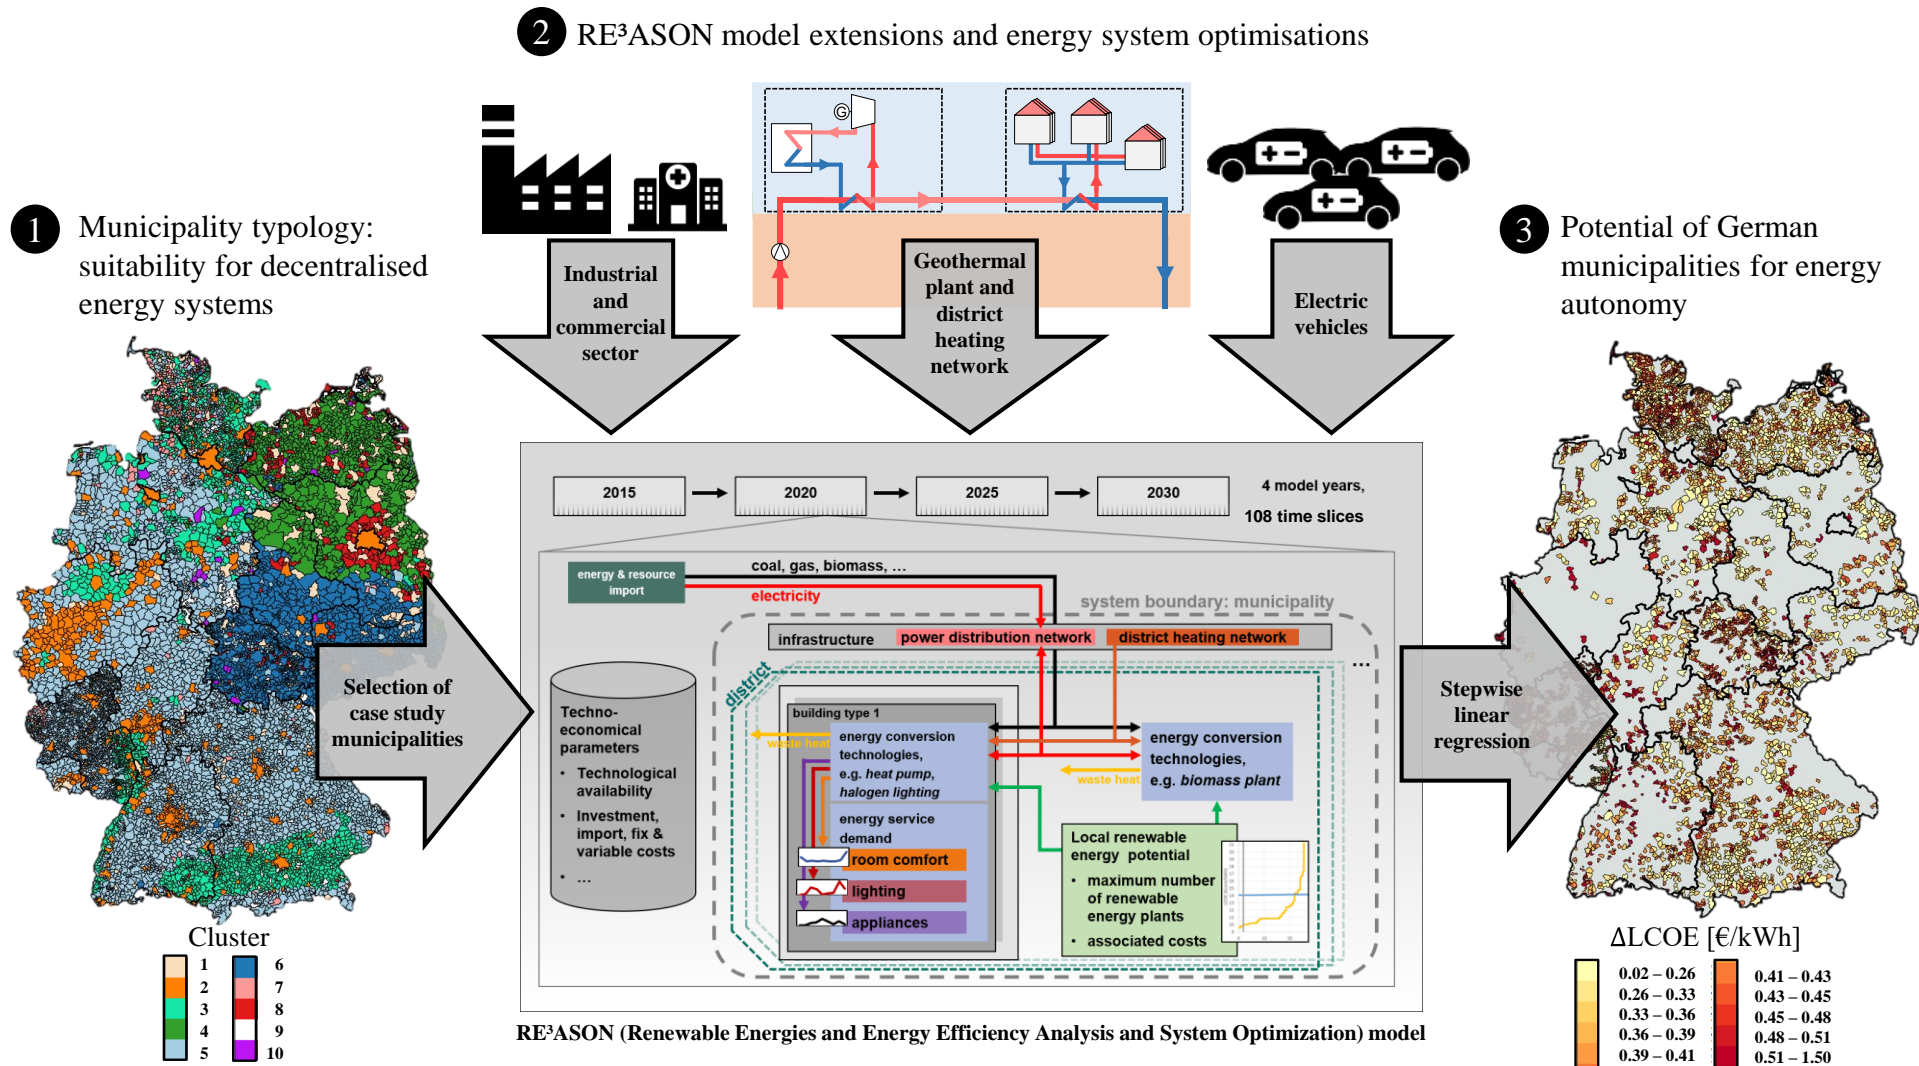 2 RE³ASON model extensions and energy system optimisations
1 Municipality typology:
suitability for decentralised
energy systems
G
Industrial
and
commercial
sector
Geothermal
plant and
district
heating
network
Electric
vehicles
3 Potential of German
municipalities for energy
autonomy
Selection of
case study
municipalities
Cluster
1 6
2 7
3 8
4 9
5 10
2015 2020 2025 2030
4 model years,
108 time slices
energy & resource
import
coal, gas, biomass, ...
electricity
system boundary: municipality
infrastructure power distribution network district heating network
...
district
Techno-
economical
parameters
• Technological
availability
• Investment,
import, fix &
variable costs
• ...
building type 1
waste heat
energy conversion
technologies,
e.g. heat pump,
halogen lighting
energy service
demand
room comfort
lighting
appliances
energy conversion
technologies,
e.g. biomass plant
waste heat
Local renewable
energy potential
• maximum number
of renewable
energy plants
• associated costs
RE³ASON (Renewable Energies and Energy Efficiency Analysis and System Optimization) model
Stepwise
linear
regression
ΔLCOE [€/kWh]
0.02 – 0.26 0.41 – 0.43
0.26 – 0.33 0.43 – 0.45
0.33 – 0.36 0.45 – 0.48
0.36 – 0.39 0.48 – 0.51
0.39 – 0.41 0.51 – 1.50